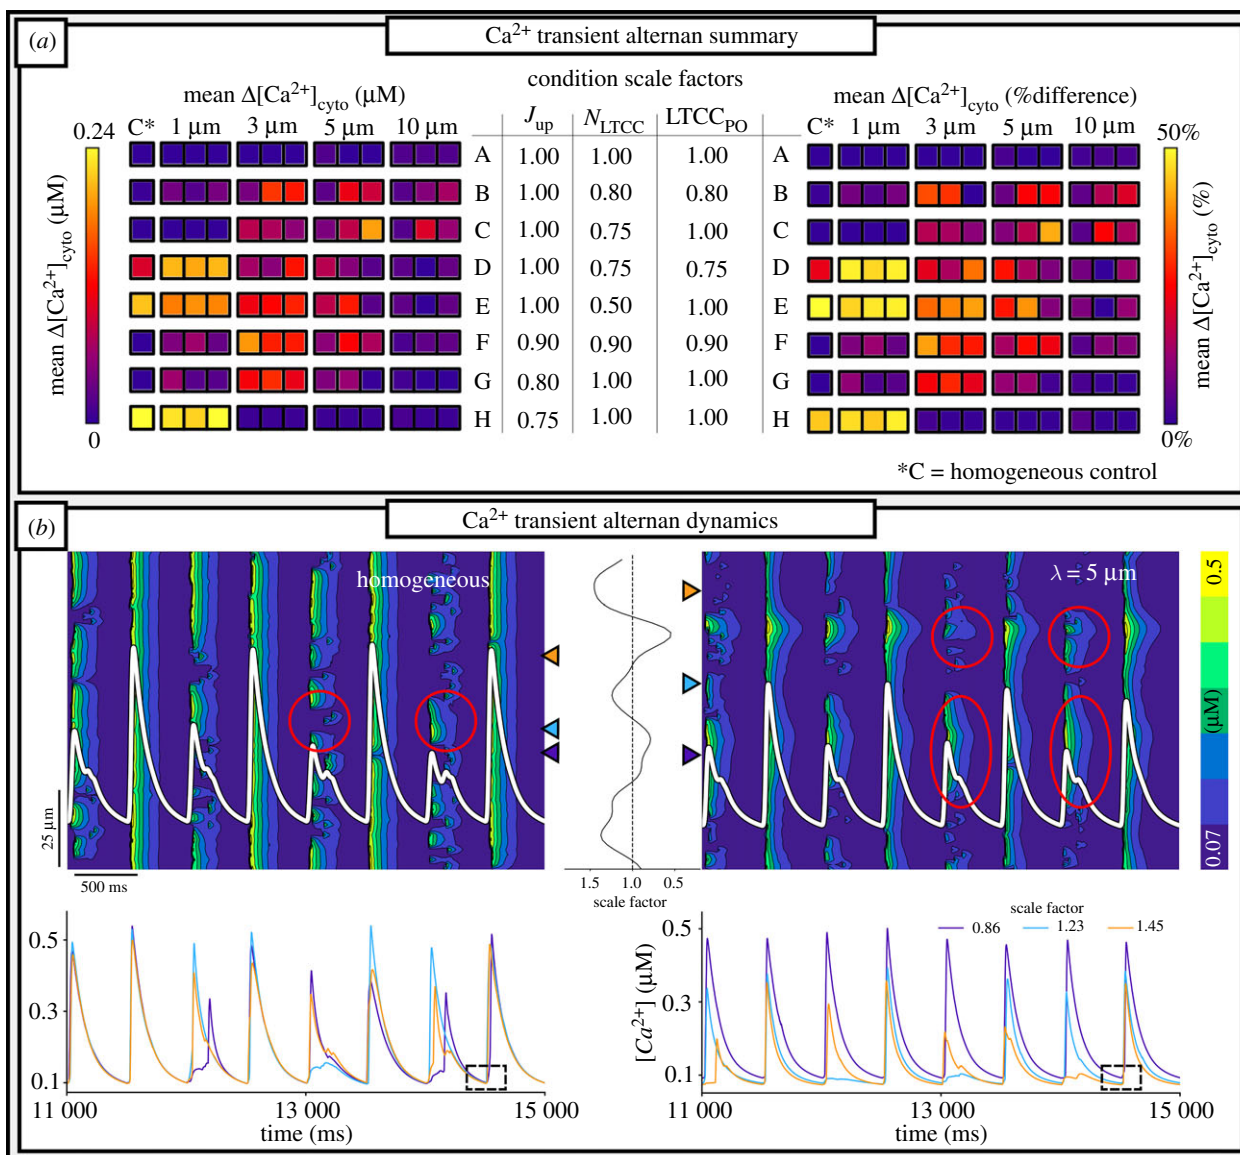 (a)
Ca2+ transient alternan summary
mean Δ[Ca2+]cyto (μM)
condition scale factors
mean Δ[Ca2+]cyto (%difference)
0.24 C* 1 μm 3 μm 5 μm 10 μm
Jup NLTCC LTCCPO
C* 1 μm 3 μm 5 μm 10 μm 50%
A 1.00 1.00 1.00 A
B 1.00 0.80 0.80 B
C 1.00 0.75 1.00 C
D 1.00 0.75 0.75 D
E 1.00 0.50 1.00 E
F 0.90 0.90 0.90 F
G 0.80 1.00 1.00 G
H 0.75 1.00 1.00 H
mean Δ[Ca2+]cyto (μM)
0
mean Δ[Ca2+]cyto (%)
0%
*C = homogeneous control
(b)
Ca2+ transient alternan dynamics
homogeneous
λ = 5 μm
0.5
(μM)
0.07
25 μm
500 ms
1.5 1.0 0.5
scale factor
0.5
0.3
0.1
11 000 13 000 15 000
time (ms)
scale factor
0.86 1.23 1.45
[Ca2+] (μM)
0.5
0.3
0.1
11 000 13 000 15 000
time (ms)